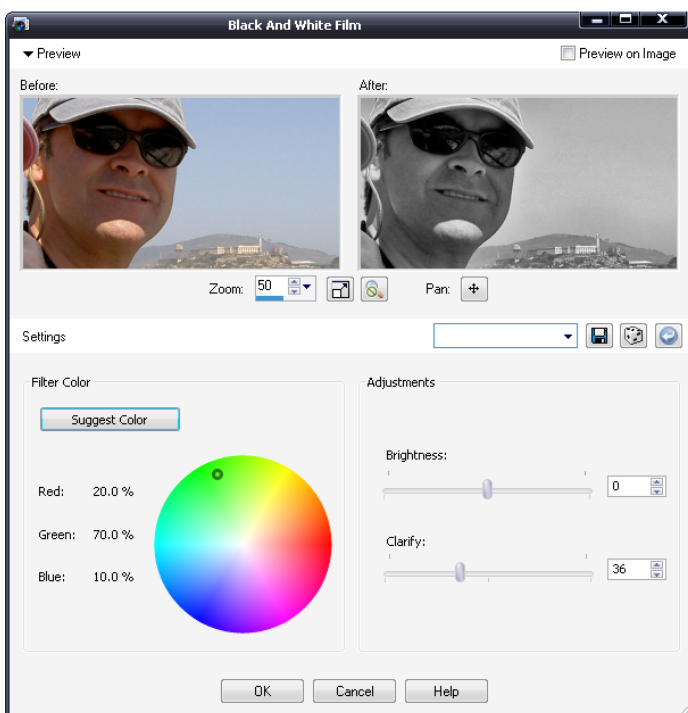 Black And White Film
Preview
Preview on Image
Before:
After:
Zoom: 50
Pan:
Settings
Filter Color
Adjustments
Suggest Color
Brightness:
0
Red: 20.0 %
Green: 70.0 %
Clarify:
36
Blue: 10.0 %
OK
Cancel
Help